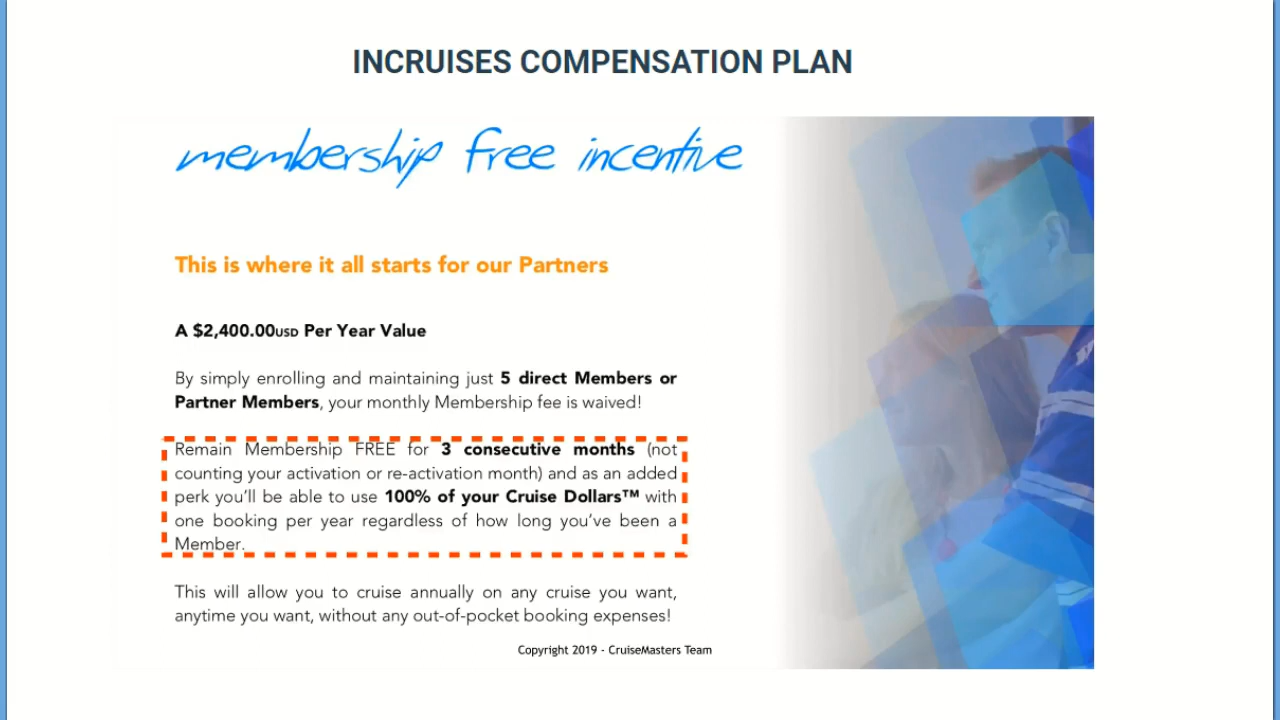 INCRUISES COMPENSATION PLAN
membership free incentive
This is where it all starts for our Partners
A $2,400.00USD Per Year Value
By simply enrolling and maintaining just 5 direct Members or
Partner Members, your monthly Membership fee is waived!
Remain Membership FREE for 3 consecutive months (not
counting your activation or re-activation month) and as an added
perk you'll be able to use 100% of your Cruise Dollars™ with
one booking per year regardless of how long you've been a
Member.
This will allow you to cruise annually on any cruise you want,
anytime you want, without any out-of-pocket booking expenses!
Copyright 2019 - CruiseMasters Team